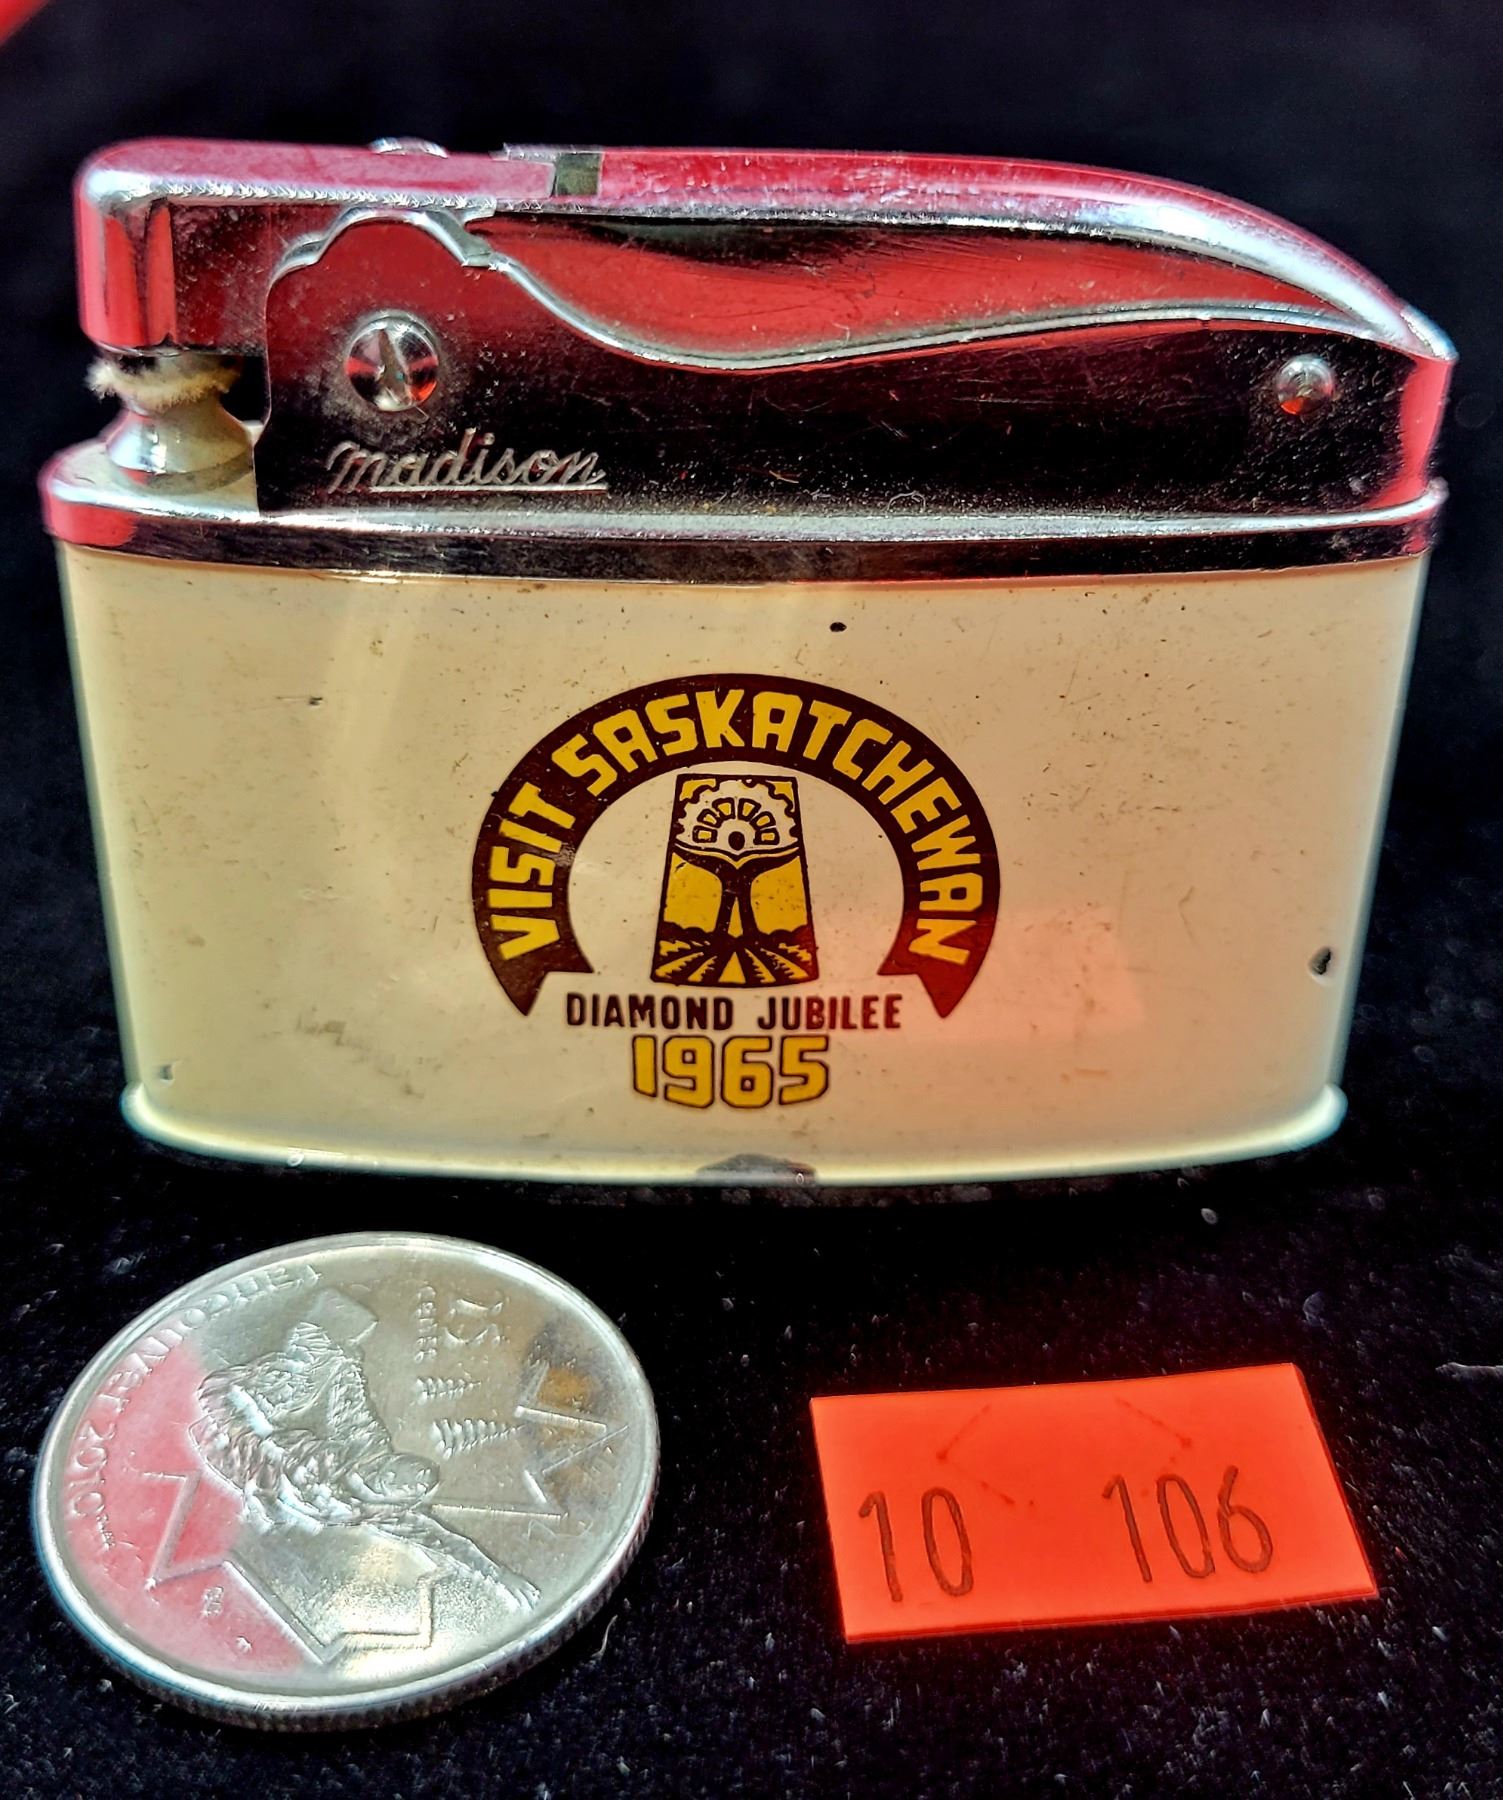 madison
VISIT SASKATCHEWAN
DIAMOND JUBILEE
1965
Vancouver 2010
25
cents
10 106